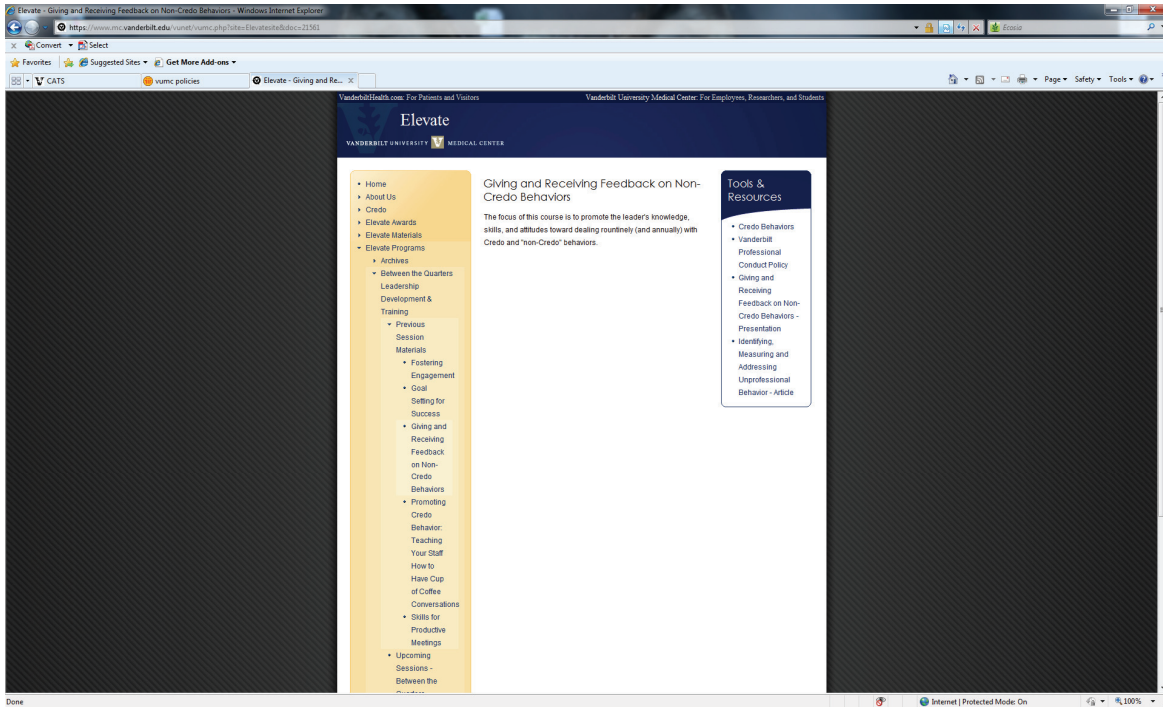 Elevate - Giving and Receiving Feedback on Non-Credo Behaviors - Windows Internet Explorer
https://www.mc.vanderbilt.edu/vunet/vumc.php?site=Elevatesite&doc=21561
Ecosia
x Convert Select
Favorites Suggested Sites Get More Add-ons
CATS vumc policies Elevate - Giving and Re... X Page Safety Tools
VanderbiltHealth.com: For Patients and Visitors Vanderbilt University Medical Center: For Employees, Researchers, and Students
Elevate
VANDERBILT UNIVERSITY V MEDICAL CENTER
Home
About Us
Credo
Elevate Awards
Elevate Materials
Elevate Programs
Archives
Between the Quarters
Leadership
Development &
Training
Previous
Session
Materials
Fostering
Engagement
Goal
Setting for
Success
Giving and
Receiving
Feedback
on Non-
Credo
Behaviors
Promoting
Credo
Behavior:
Teaching
Your Staff
How to
Have Cup
of Coffee
Conversations
Skills for
Productive
Meetings
Upcoming
Sessions -
Between the
Giving and Receiving Feedback on Non-
Credo Behaviors
The focus of this course is to promote the leader's knowledge,
skills, and attitudes toward dealing rountinely (and annually) with
Credo and "non-Credo" behaviors.
Tools &
Resources
Credo Behaviors
Vanderbilt
Professional
Conduct Policy
Giving and
Receiving
Feedback on Non-
Credo Behaviors -
Presentation
Identifying,
Measuring and
Addressing
Unprofessional
Behavior - Article
Done Internet | Protected Mode: On 100%